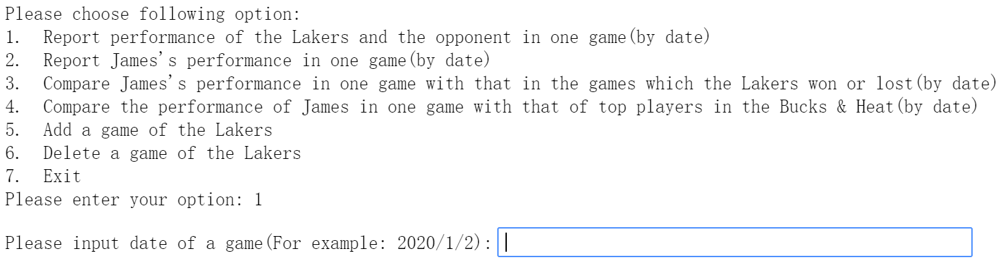 Please choose following option:
1. Report performance of the Lakers and the opponent in one game(by date)
2. Report James's performance in one game(by date)
3. Compare James's performance in one game with that in the games which the Lakers won or lost(by date)
4. Compare the performance of James in one game with that of top players in the Bucks & Heat(by date)
5. Add a game of the Lakers
6. Delete a game of the Lakers
7. Exit
Please enter your option: 1
Please input date of a game(For example: 2020/1/2):